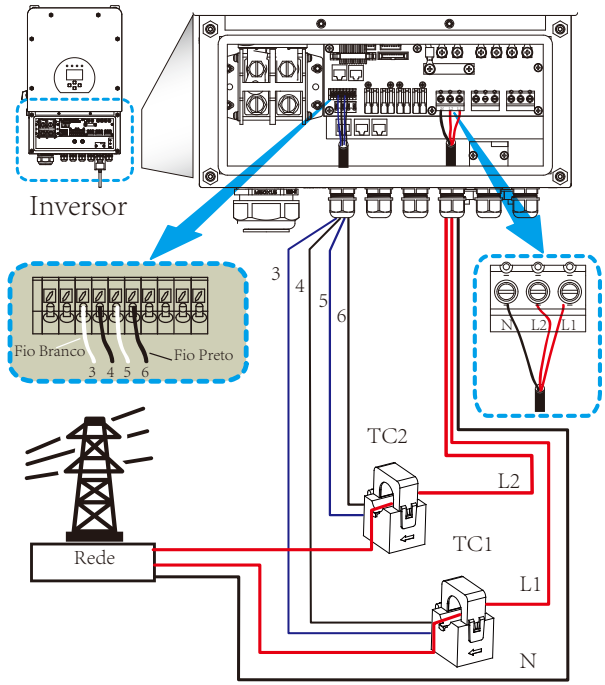 Inversor
3
4
5
6
Fio Branco
Fio Preto
3 4 5 6
N L2 L1
TC2
L2
TC1
Rede
L1
N